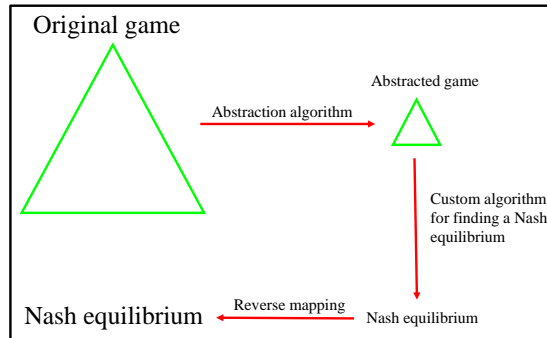 Original game
Abstracted game
Abstraction algorithm
Custom algorithm
for finding a Nash
equilibrium
Reverse mapping
Nash equilibrium
Nash equilibrium